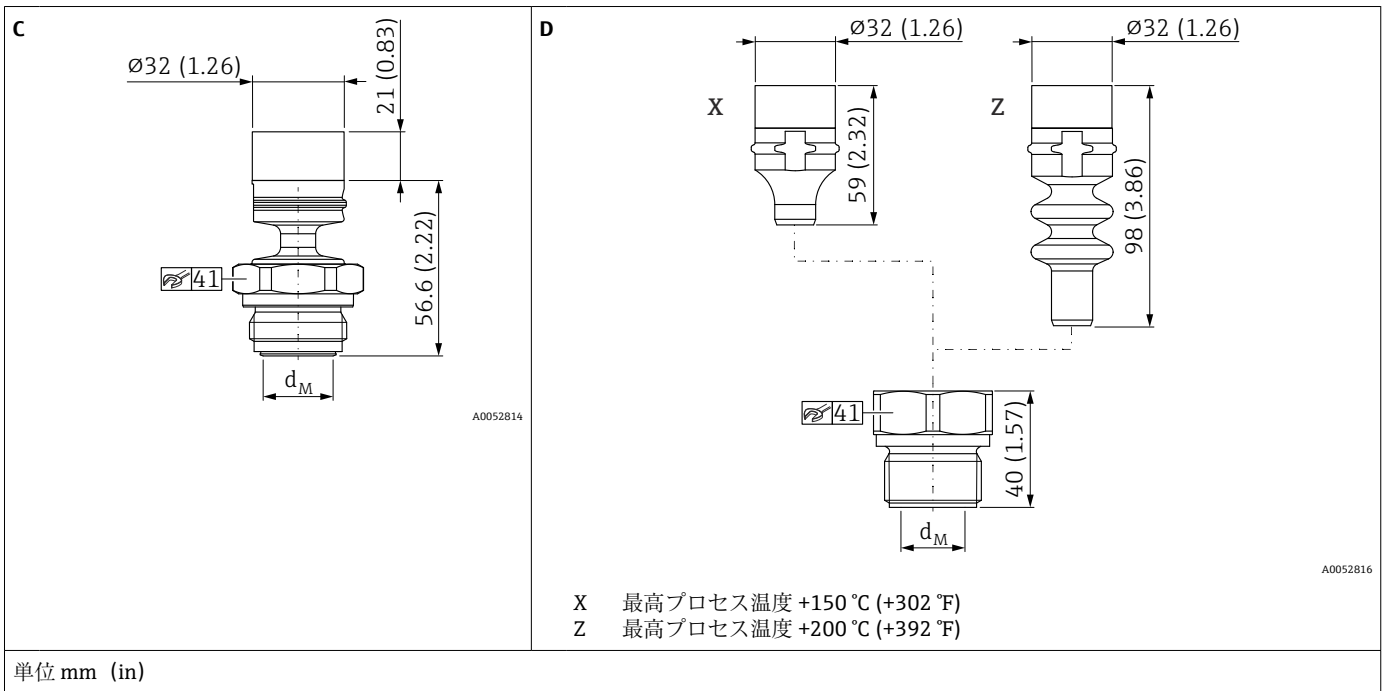 C
Ø32 (1.26)
21 (0.83)
56.6 (2.22)
41
dM
A0052814
D
Ø32 (1.26)
Ø32 (1.26)
X
Z
59 (2.32)
98 (3.86)
41
40 (1.57)
dM
A0052816
X 最高プロセス温度 +150 °C (+302 °F)
Z 最高プロセス温度 +200 °C (+392 °F)
単位 mm (in)